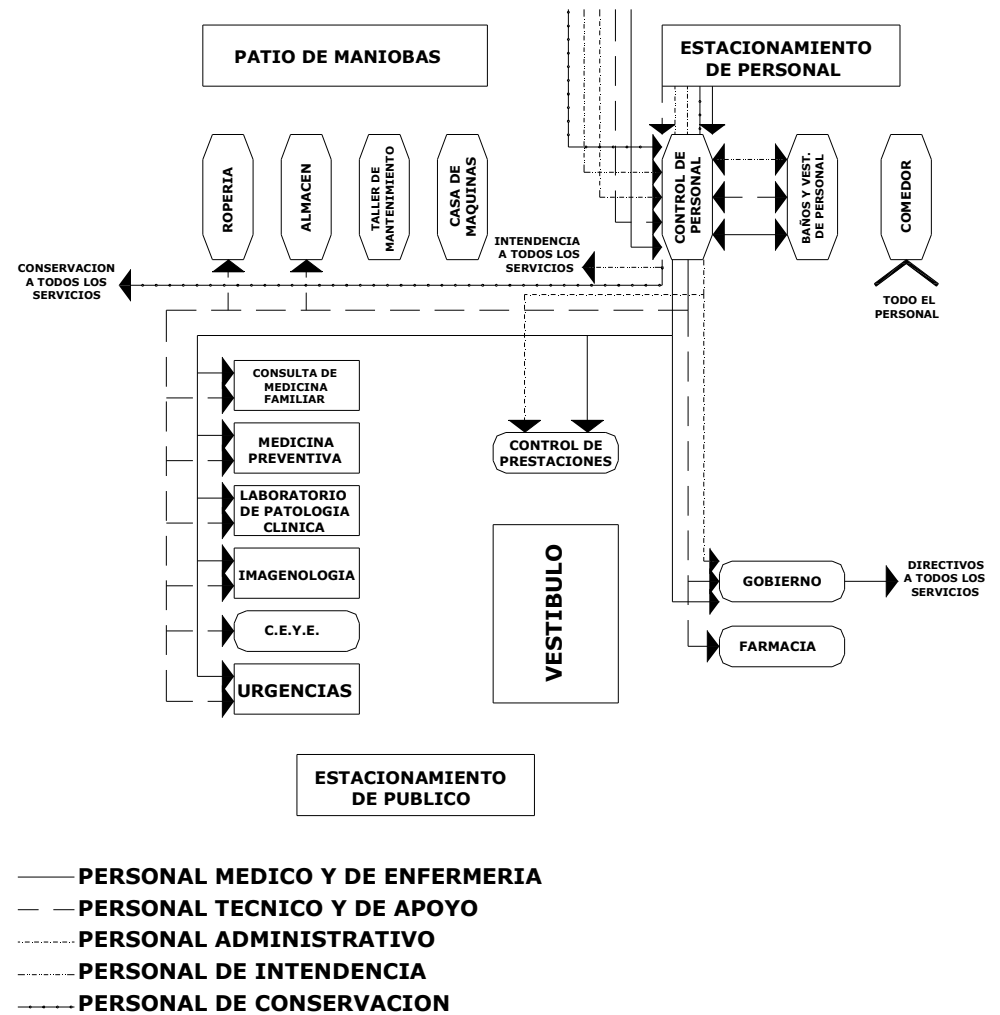 PATIO DE MANIOBAS
ESTACIONAMIENTO
DE PERSONAL
ROPERIA
ALMACEN
TALLER DE
MANTENIMIENTO
CASA DE
MAQUINAS
CONTROL DE
PERSONAL
BAÑOS Y VEST.
DE PERSONAL
COMEDOR
INTENDENCIA
A TODOS LOS
SERVICIOS
CONSERVACION
A TODOS LOS
SERVICIOS
TODO EL
PERSONAL
CONSULTA DE
MEDICINA
FAMILIAR
MEDICINA
PREVENTIVA
CONTROL DE
PRESTACIONES
LABORATORIO
DE PATOLOGIA
CLINICA
IMAGENOLOGIA
VESTIBULO
GOBIERNO
DIRECTIVOS
A TODOS LOS
SERVICIOS
C.E.Y.E.
FARMACIA
URGENCIAS
ESTACIONAMIENTO
DE PUBLICO
PERSONAL MEDICO Y DE ENFERMERIA
PERSONAL TECNICO Y DE APOYO
PERSONAL ADMINISTRATIVO
PERSONAL DE INTENDENCIA
PERSONAL DE CONSERVACION